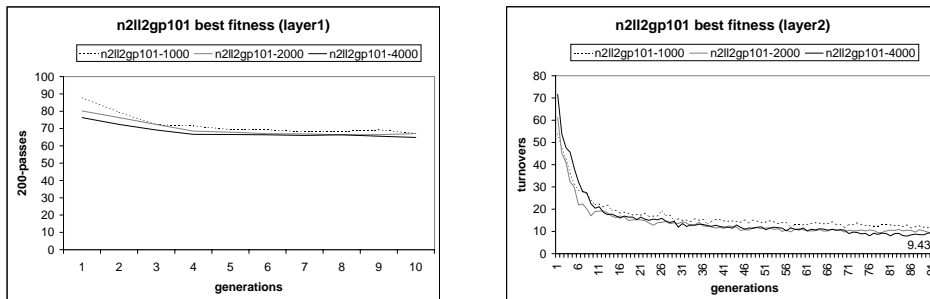 n2ll2gp101 best fitness (layer1)
n2ll2gp101-1000 n2ll2gp101-2000 n2ll2gp101-4000
100
90
80
70
60
50
40
30
20
10
0
200-passes
1 2 3 4 5 6 7 8 9 10
generations
n2ll2gp101 best fitness (layer2)
n2ll2gp101-1000 n2ll2gp101-2000 n2ll2gp101-4000
80
70
60
50
40
30
20
10
0
turnovers
9.43
1 6 11 16 21 26 31 36 41 46 51 56 61 66 71 76 81 86 91
generations